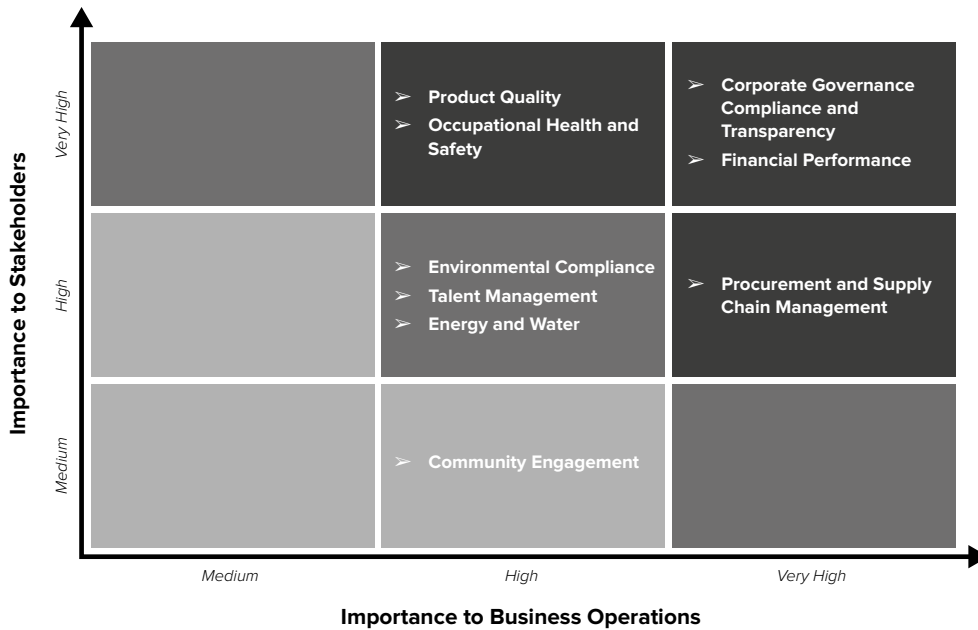 Importance to Stakeholders
Very High
High
Medium
➢ Product Quality
➢ Occupational Health and
Safety
➢ Corporate Governance
Compliance and
Transparency
➢ Financial Performance
➢ Environmental Compliance
➢ Talent Management
➢ Energy and Water
➢ Procurement and Supply
Chain Management
➢ Community Engagement
Medium
High
Very High
Importance to Business Operations